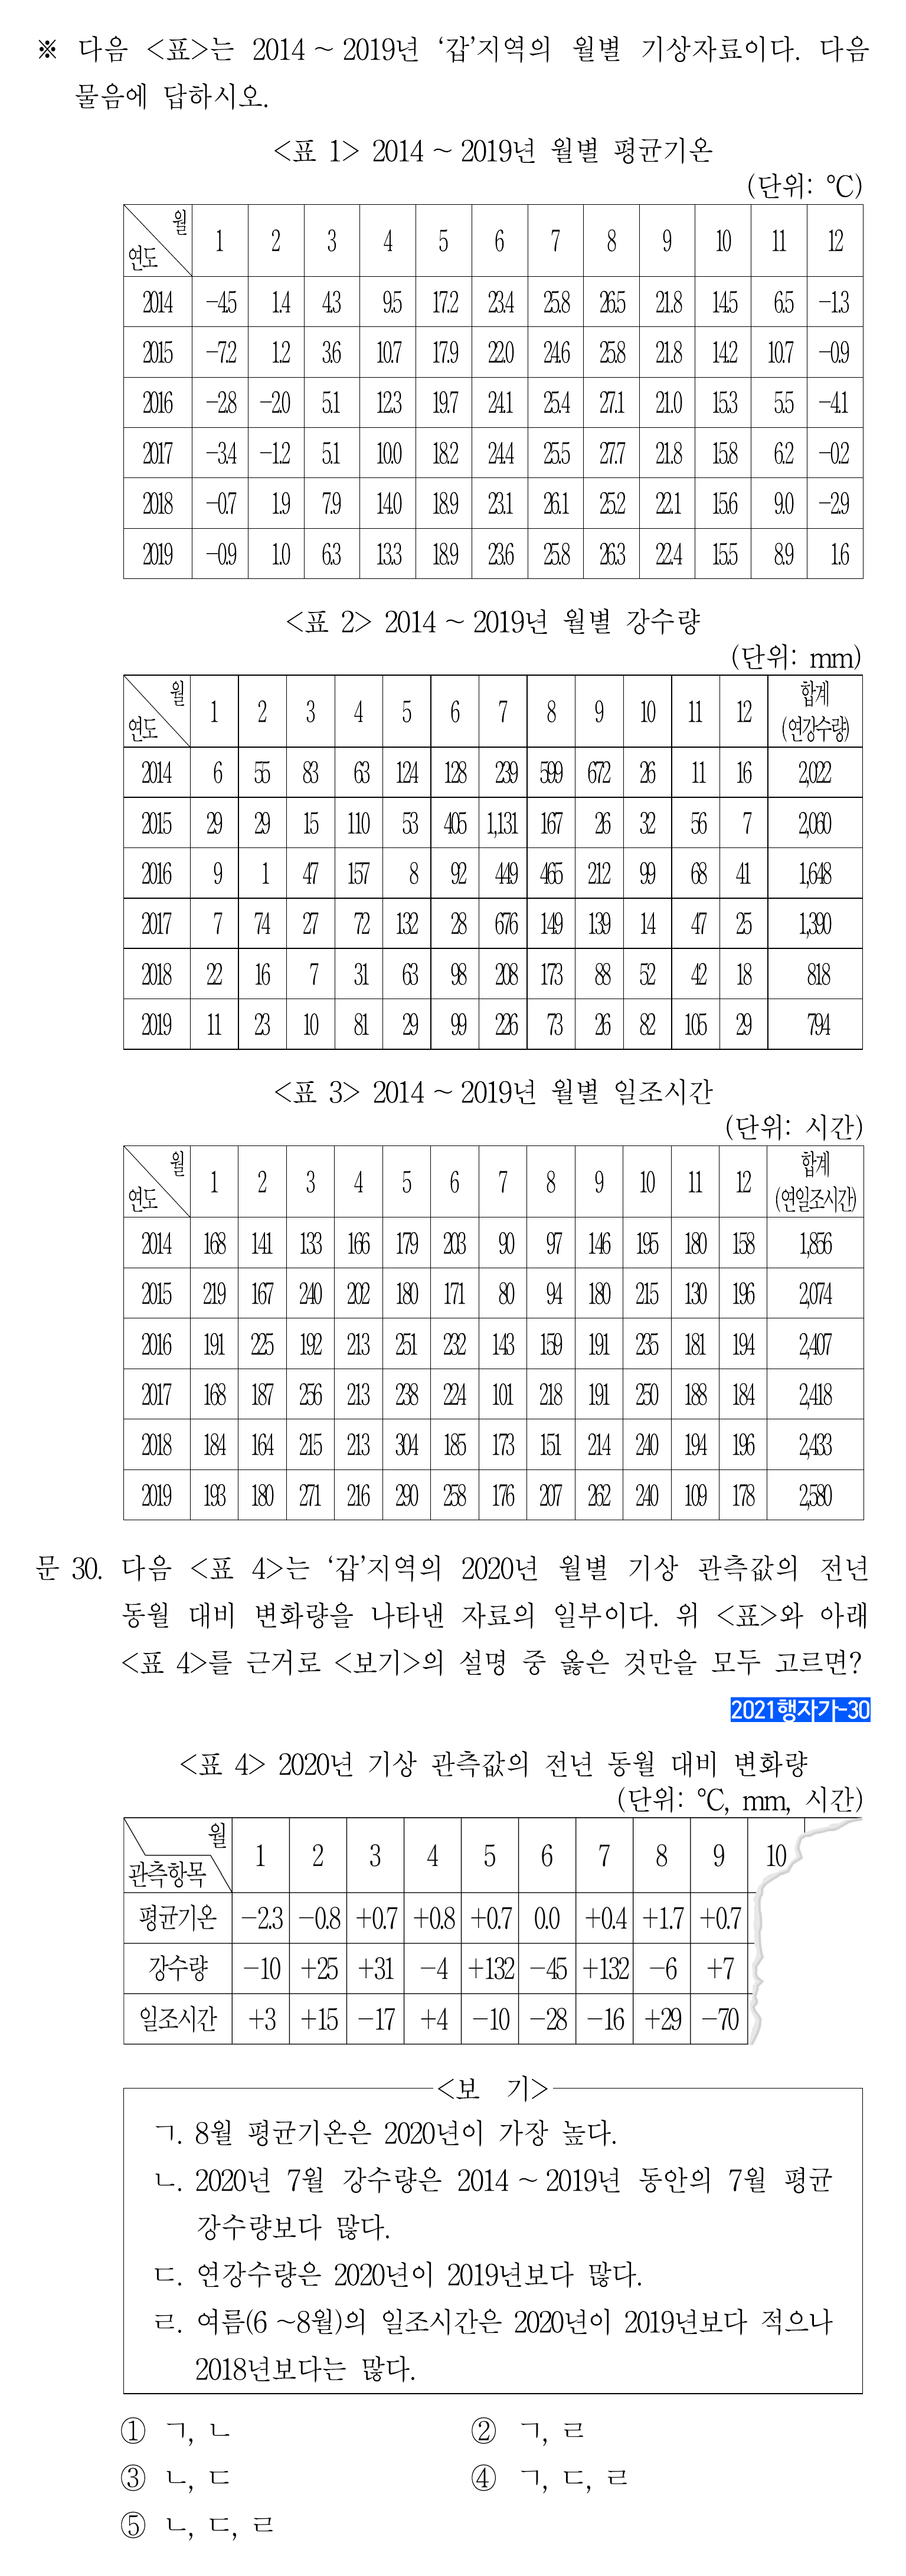 ※ 다음 <표>는 2014 ~ 2019년 ‘갑’지역의 월별 기상자료이다. 다음
물음에 답하시오.
<표 1> 2014 ~ 2019년 월별 평균기온
(단위: ℃)
월
연도 1 2 3 4 5 6 7 8 9 10 11 12
2014 −4.5 1.4 4.3 9.5 17.2 23.4 25.8 26.5 21.8 14.5 6.5 −1.3
2015 −7.2 1.2 3.6 10.7 17.9 22.0 24.6 25.8 21.8 14.2 10.7 −0.9
2016 −2.8 −2.0 5.1 12.3 19.7 24.1 25.4 27.1 21.0 15.3 5.5 −4.1
2017 −3.4 −1.2 5.1 10.0 18.2 24.4 25.5 27.7 21.8 15.8 6.2 −0.2
2018 −0.7 1.9 7.9 14.0 18.9 23.1 26.1 25.2 22.1 15.6 9.0 −2.9
2019 −0.9 1.0 6.3 13.3 18.9 23.6 25.8 26.3 22.4 15.5 8.9 1.6
<표 2> 2014 ~ 2019년 월별 강수량
(단위: mm)
월
연도 1 2 3 4 5 6 7 8 9 10 11 12 합계
(연강수량)
2014 6 55 83 63 124 128 239 599 672 26 11 16 2,022
2015 29 29 15 110 53 405 1,131 167 26 32 56 7 2,060
2016 9 1 47 157 8 92 449 465 212 99 68 41 1,648
2017 7 74 27 72 132 28 676 149 139 14 47 25 1,390
2018 22 16 7 31 63 98 208 173 88 52 42 18 818
2019 11 23 10 81 29 99 226 73 26 82 105 29 794
<표 3> 2014 ~ 2019년 월별 일조시간
(단위: 시간)
월
연도 1 2 3 4 5 6 7 8 9 10 11 12 합계
(연일조시간)
2014 168 141 133 166 179 203 90 97 146 195 180 158 1,856
2015 219 167 240 202 180 171 80 94 180 215 130 196 2,074
2016 191 225 192 213 251 232 143 159 191 235 181 194 2,407
2017 168 187 256 213 238 224 101 218 191 250 188 184 2,418
2018 184 164 215 213 304 185 173 151 214 240 194 196 2,433
2019 193 180 271 216 290 258 176 207 262 240 109 178 2,580
문 30. 다음 <표 4>는 ‘갑’지역의 2020년 월별 기상 관측값의 전년
동월 대비 변화량을 나타낸 자료의 일부이다. 위 <표>와 아래
<표 4>를 근거로 <보기>의 설명 중 옳은 것만을 모두 고르면?
2021행자가-30
<표 4> 2020년 기상 관측값의 전년 동월 대비 변화량
(단위: ℃, mm, 시간)
월
관측항목 1 2 3 4 5 6 7 8 9 10
평균기온 −2.3 −0.8 +0.7 +0.8 +0.7 0.0 +0.4 +1.7 +0.7
강수량 −10 +25 +31 −4 +132 −45 +132 −6 +7
일조시간 +3 +15 −17 +4 −10 −28 −16 +29 −70
<보 기>
ㄱ. 8월 평균기온은 2020년이 가장 높다.
ㄴ. 2020년 7월 강수량은 2014 ~ 2019년 동안의 7월 평균
강수량보다 많다.
ㄷ. 연강수량은 2020년이 2019년보다 많다.
ㄹ. 여름(6 ~8월)의 일조시간은 2020년이 2019년보다 적으나
2018년보다는 많다.
① ㄱ, ㄴ ② ㄱ, ㄹ
③ ㄴ, ㄷ ④ ㄱ, ㄷ, ㄹ
⑤ ㄴ, ㄷ, ㄹ